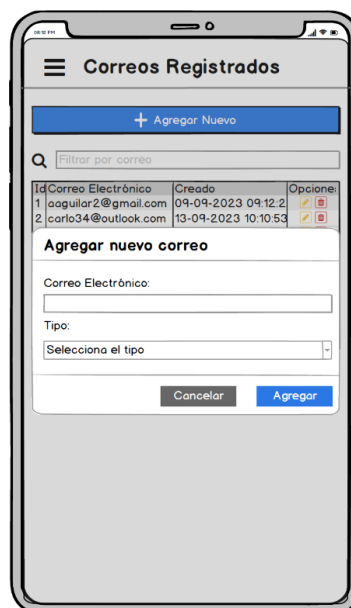 Correos Registrados
+ Agregar Nuevo
Filtrar por correo
Id Correo Electrónico Creado Opciones
1 aaguilar2@gmail.com 09-09-2023 09:12:2
2 carlo34@outlook.com 13-09-2023 10:10:53
Agregar nuevo correo
Correo Electrónico:
Tipo:
Selecciona el tipo
Cancelar Agregar